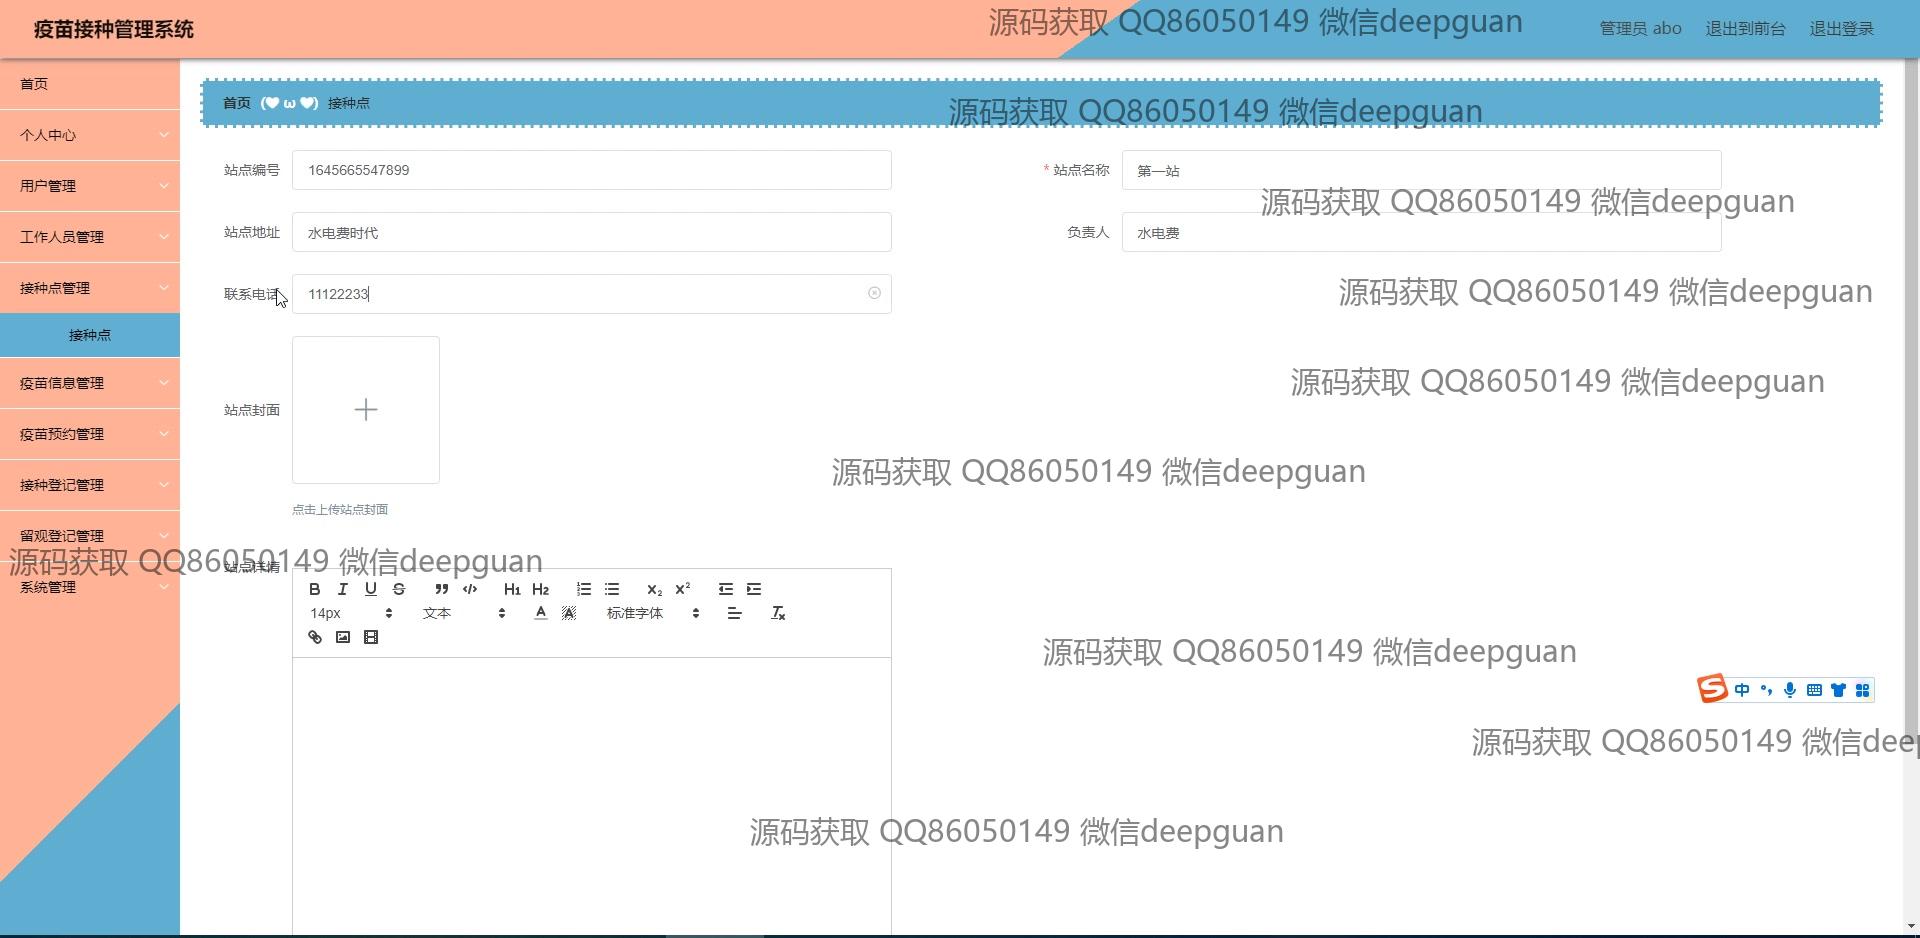 疫苗接种管理系统
源码获取 QQ86050149 微信deepguan
管理员 abo 退出到前台 退出登录
首页
个人中心
用户管理
工作人员管理
接种点管理
接种点
疫苗信息管理
疫苗预约管理
接种登记管理
留观登记管理
系统管理
首页 (♥ ω ♥) 接种点
源码获取 QQ86050149 微信deepguan
站点编号 1645665547899
* 站点名称 第一站
源码获取 QQ86050149 微信deepguan
站点地址 水电费时代
负责人 水电费
联系电话 11122233
源码获取 QQ86050149 微信deepguan
源码获取 QQ86050149 微信deepguan
站点封面
源码获取 QQ86050149 微信deepguan
点击上传站点封面
源码获取 QQ86050149 微信deepguan
站点详情
B I U S H1 H2 X2 X2
14px 文本 A A 标准字体 Tx
源码获取 QQ86050149 微信deepguan
S 中
源码获取 QQ86050149 微信deep
源码获取 QQ86050149 微信deepguan